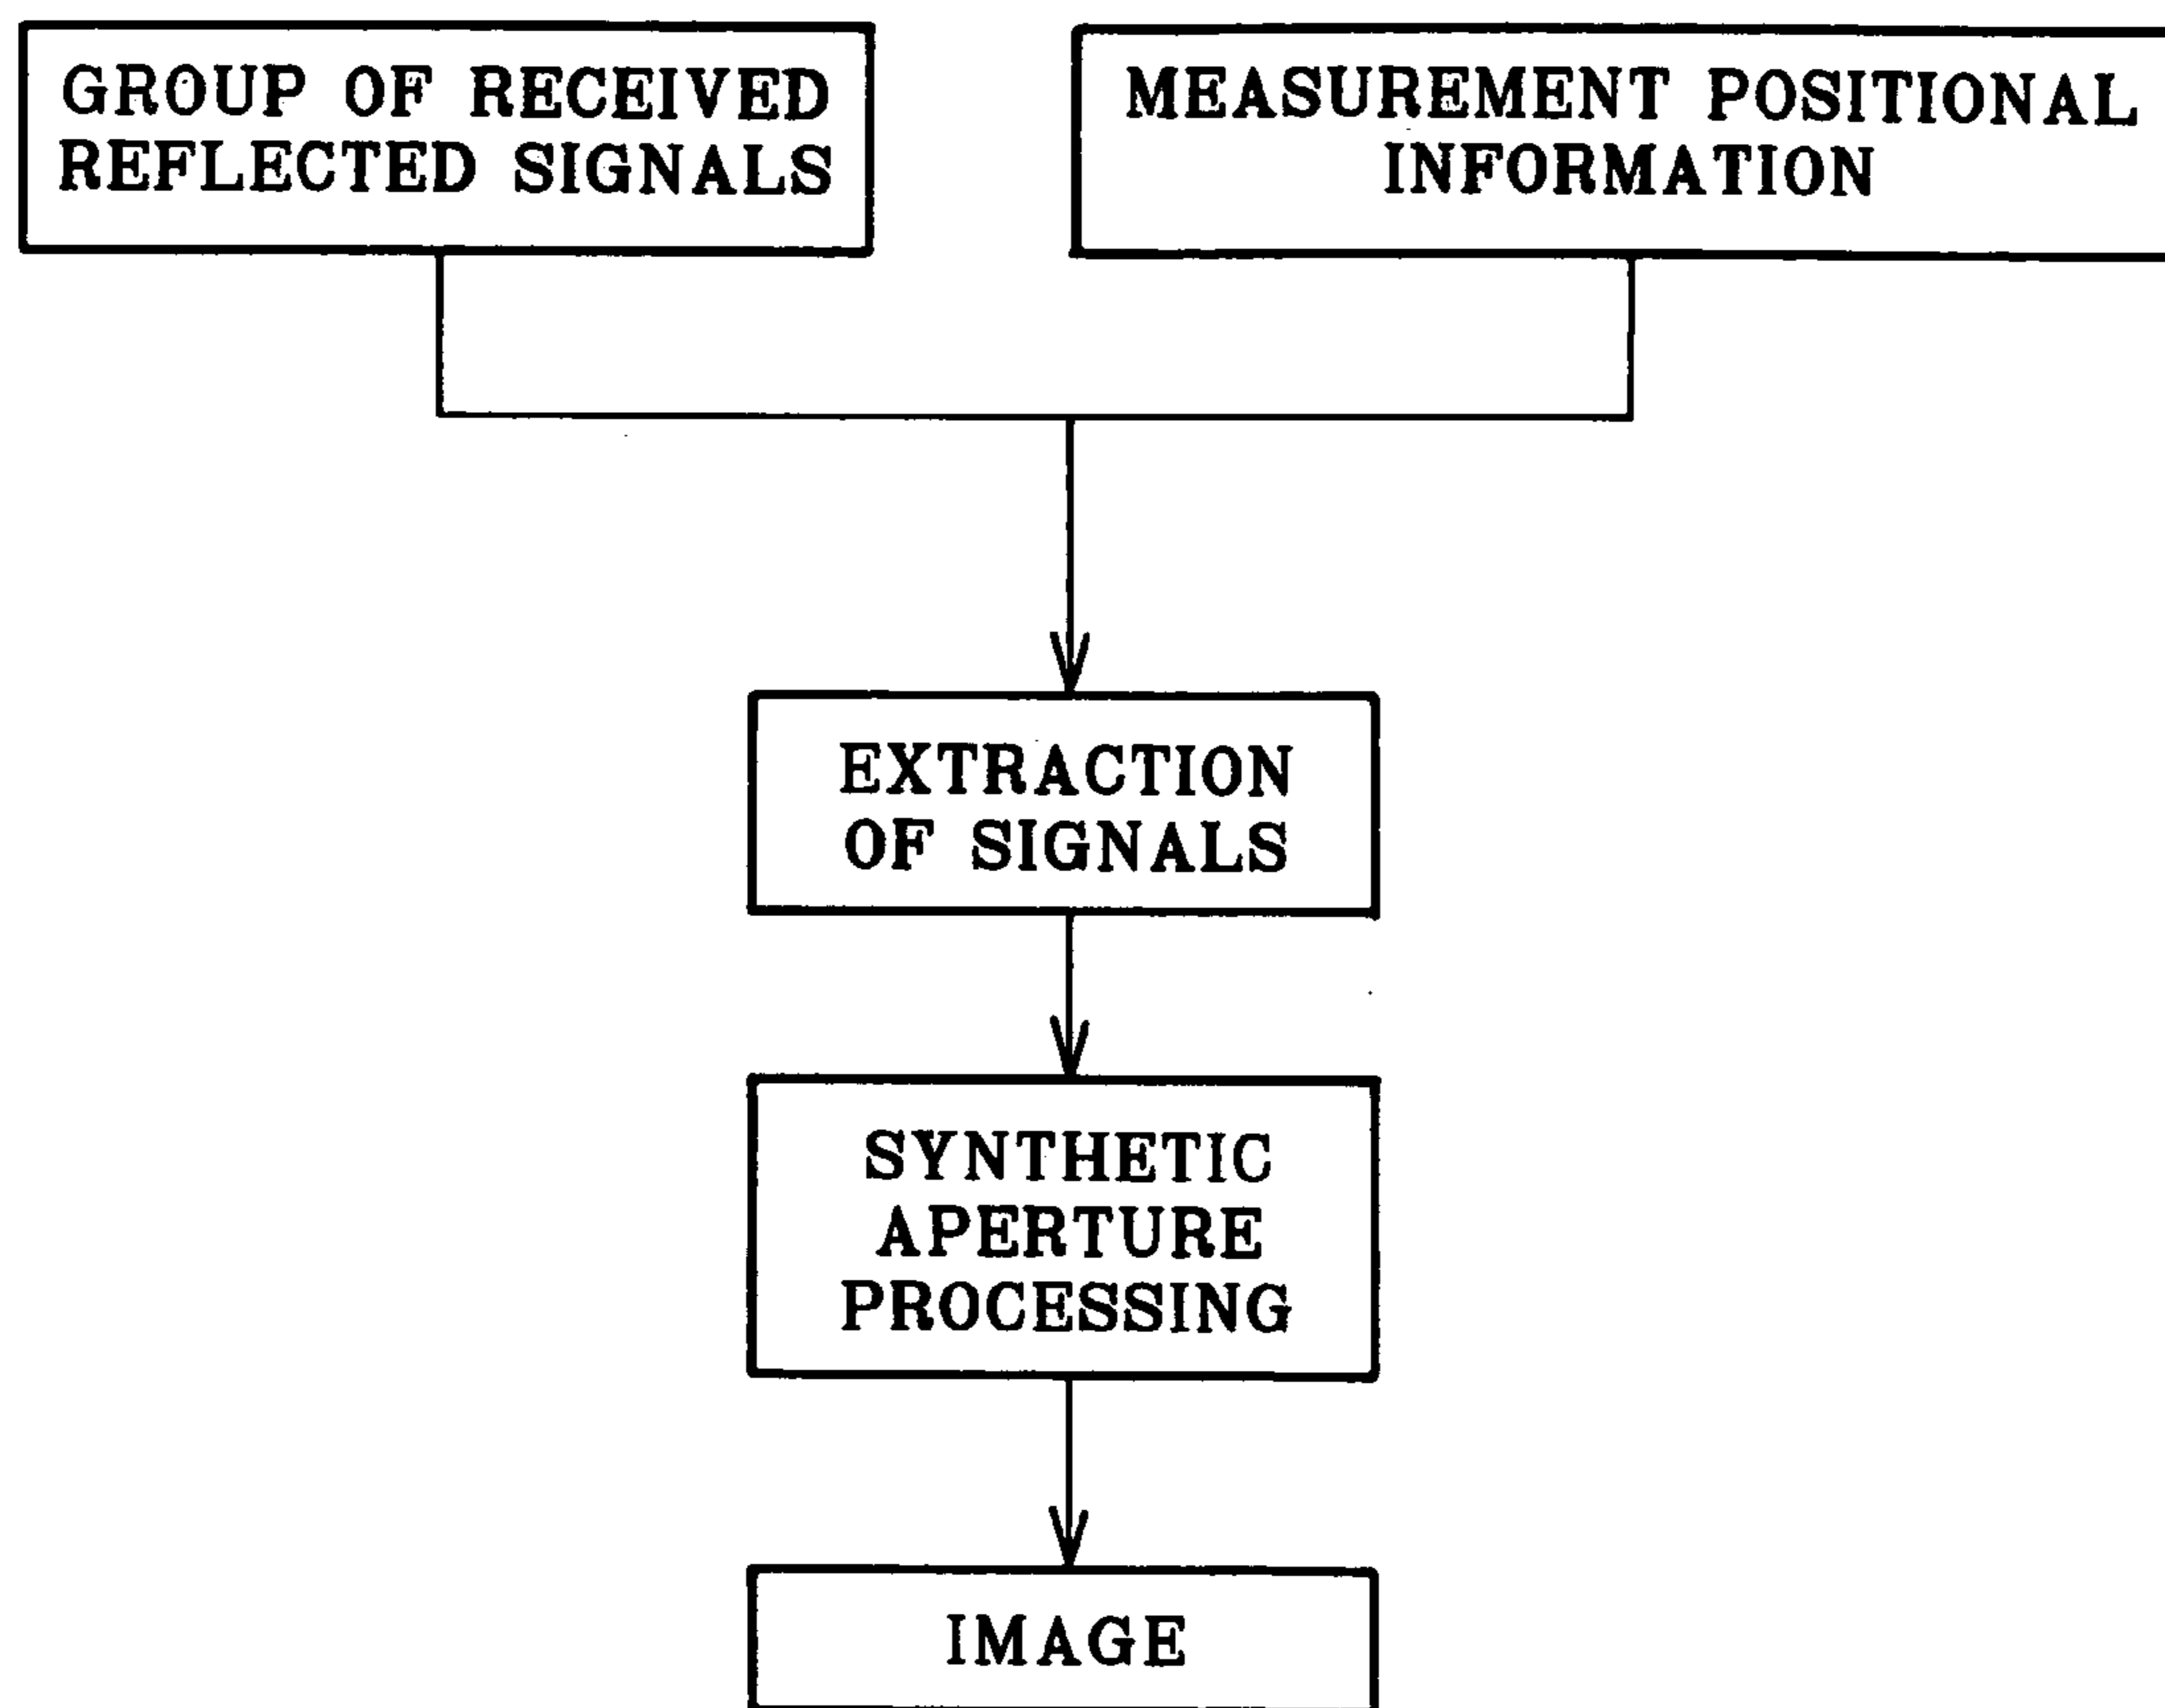 GROUP OF RECEIVED
REFLECTED SIGNALS
MEASUREMENT POSITIONAL
INFORMATION
EXTRACTION
OF SIGNALS
SYNTHETIC
APERTURE
PROCESSING
IMAGE